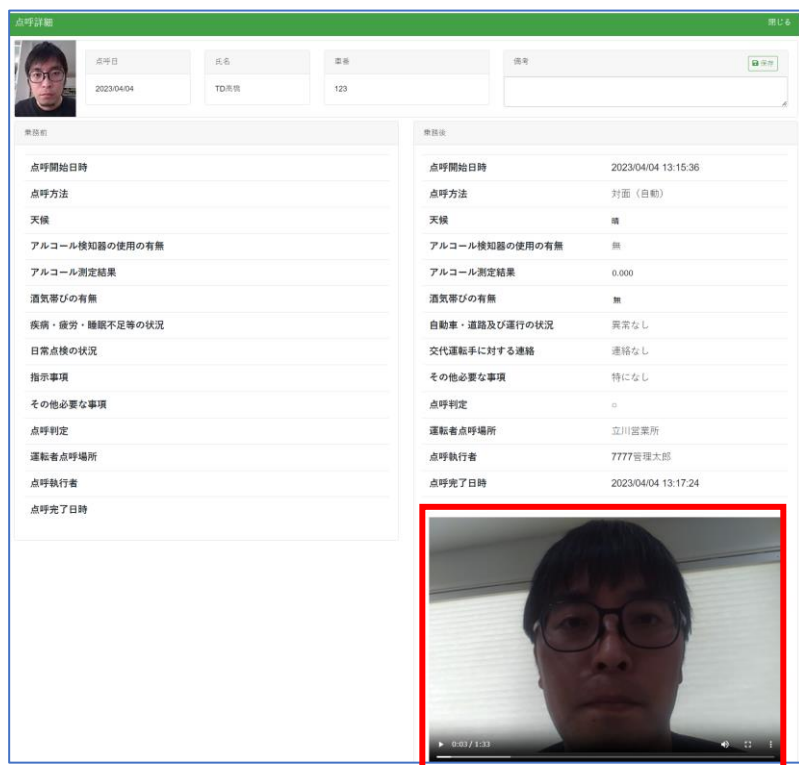 点呼詳細 閉じる
点呼日 氏名 車番 備考 保存
2023/04/04 TD高橋 123
乗務前
点呼開始日時
点呼方法
天候
アルコール検知器の使用の有無
アルコール測定結果
酒気帯びの有無
疾病・疲労・睡眠不足等の状況
日常点検の状況
指示事項
その他必要な事項
点呼判定
運転者点呼場所
点呼執行者
点呼完了日時
乗務後
点呼開始日時 2023/04/04 13:15:36
点呼方法 対面(自動)
天候 晴
アルコール検知器の使用の有無 無
アルコール測定結果 0.000
酒気帯びの有無 無
自動車・道路及び運行の状況 異常なし
交代運転手に対する連絡 連絡なし
その他必要な事項 特になし
点呼判定 ○
運転者点呼場所 立川営業所
点呼執行者 7777管理太郎
点呼完了日時 2023/04/04 13:17:24
0:03 / 1:33